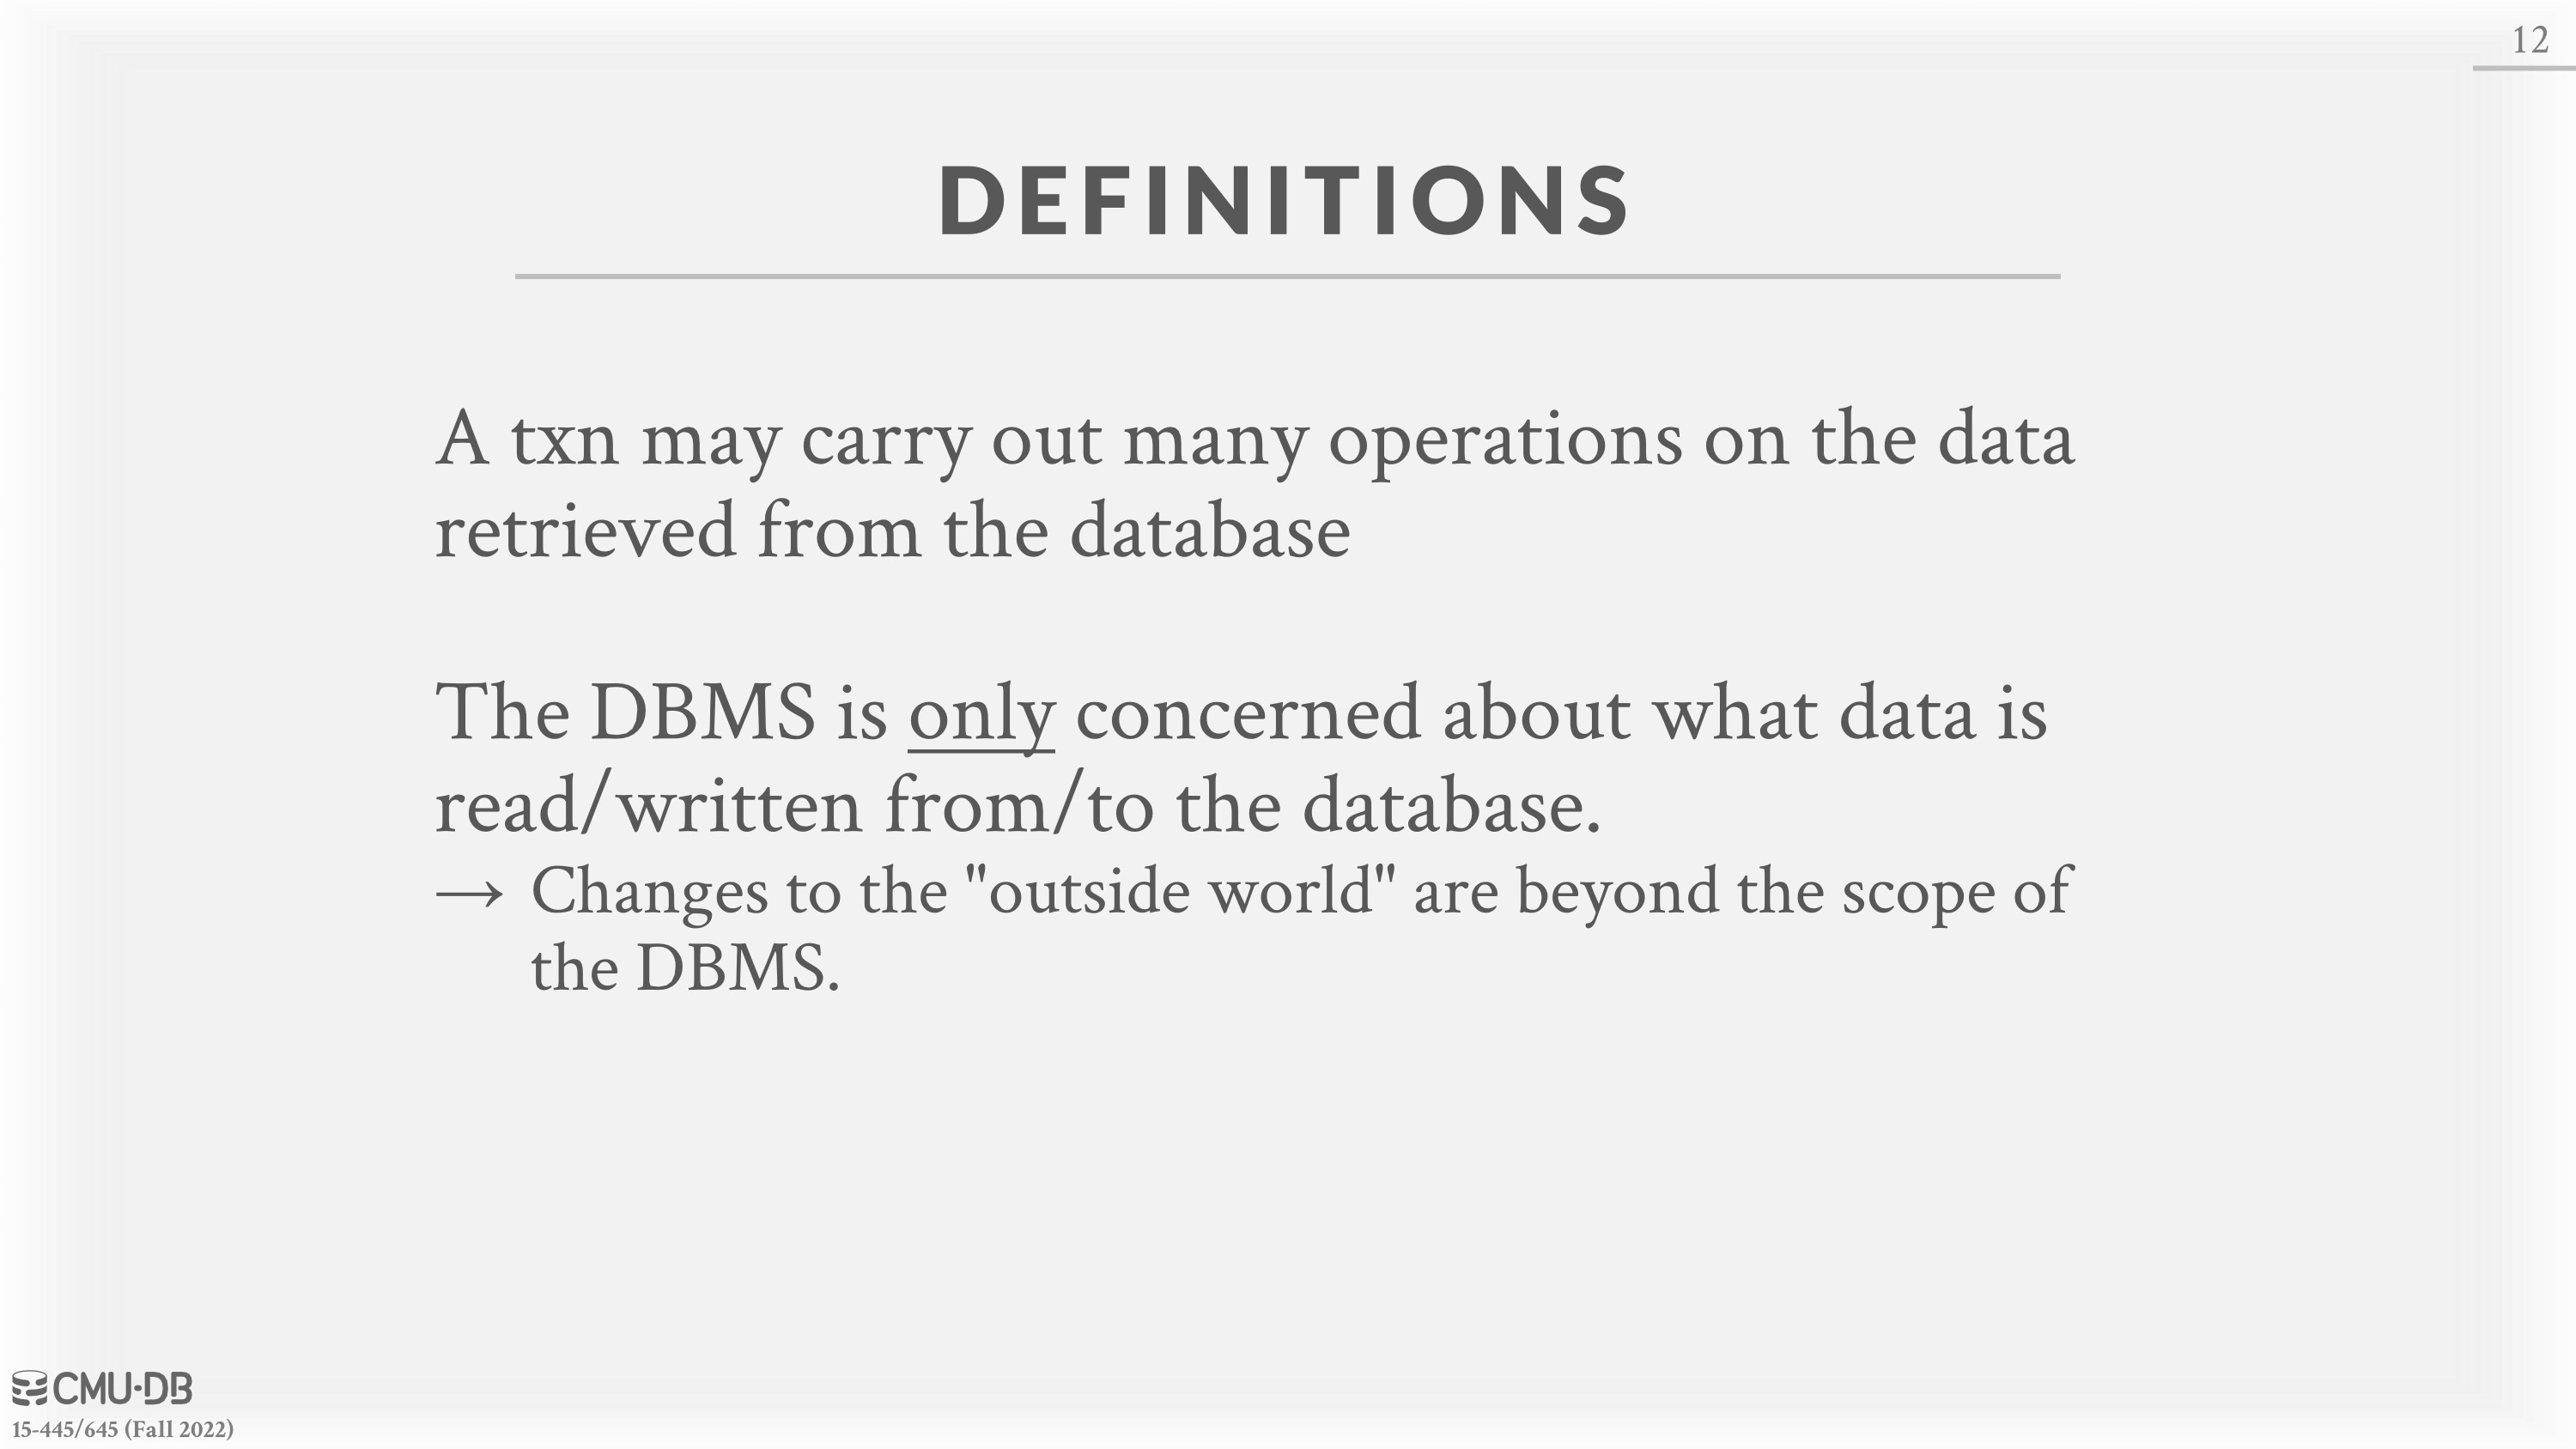 12
DEFINITIONS
A txn may carry out many operations on the data
retrieved from the database
The DBMS is only concerned about what data is
read/written from/to the database.
→ Changes to the "outside world" are beyond the scope of
the DBMS.
CMU·DB
15-445/645 (Fall 2022)